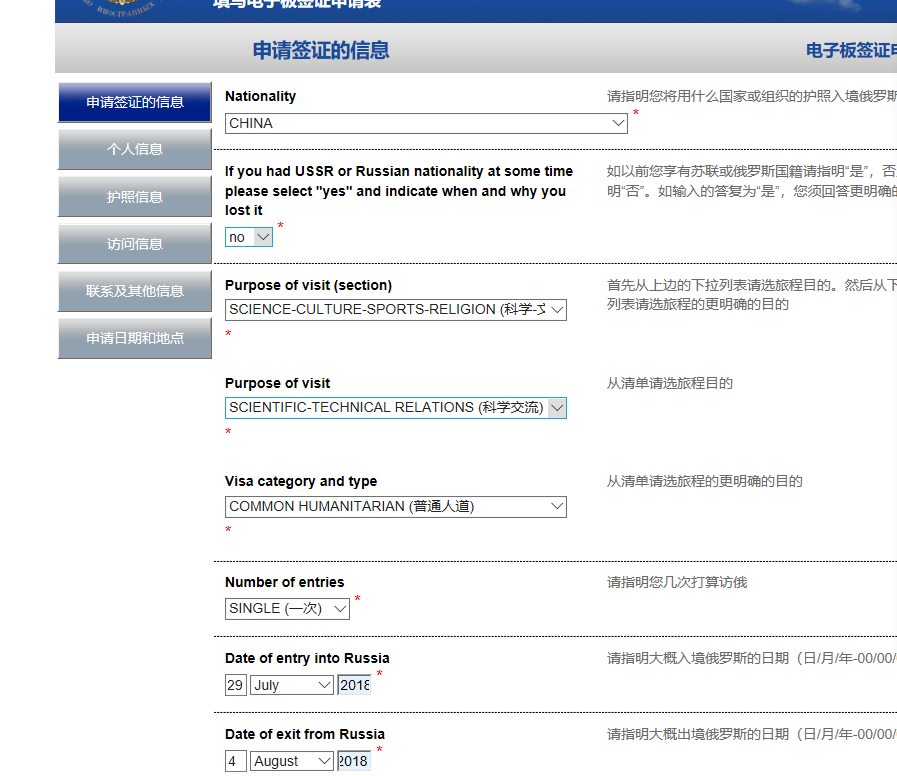 填写电子板签证申请表
申请签证的信息
电子板签证申
申请签证的信息
个人信息
护照信息
访问信息
联系及其他信息
申请日期和地点
Nationality
请指明您将用什么国家或组织的护照入境俄罗斯
CHINA
*
If you had USSR or Russian nationality at some time
please select "yes" and indicate when and why you
lost it
*
如以前您享有苏联或俄罗斯国籍请指明“是”，否
明“否”。如输入的答复为“是”，您须回答更明确的
no
Purpose of visit (section)
首先从上边的下拉列表请选旅程目的。然后从下
列表请选旅程的更明确的目的
SCIENCE-CULTURE-SPORTS-RELIGION (科学-文
*
Purpose of visit
从清单请选旅程目的
SCIENTIFIC-TECHNICAL RELATIONS (科学交流)
*
Visa category and type
从清单请选旅程的更明确的目的
COMMON HUMANITARIAN (普通人道)
*
Number of entries
请指明您几次打算访俄
SINGLE (一次)
*
Date of entry into Russia
请指明大概入境俄罗斯的日期（日/月/年-00/00/
29 July 2018
*
Date of exit from Russia
请指明大概出境俄罗斯的日期（日/月/年-00/00/
4 August 2018
*